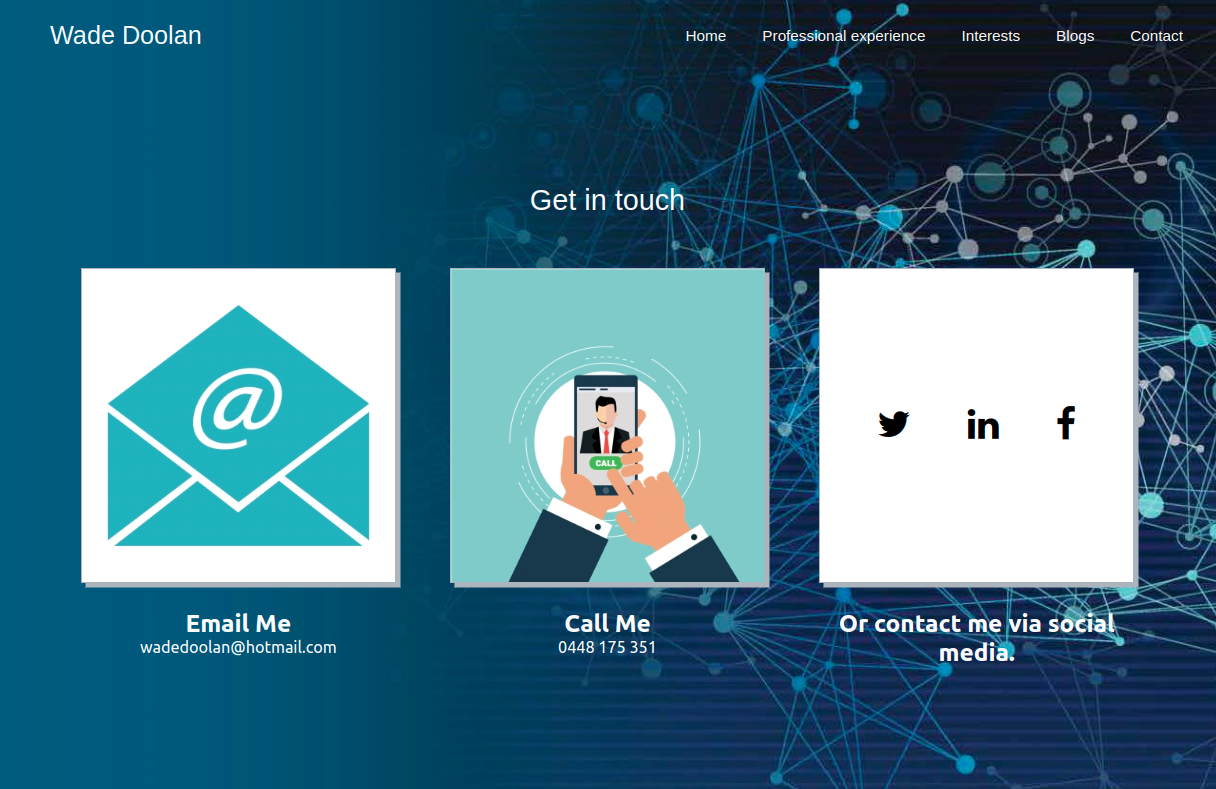 Wade Doolan
Home Professional experience Interests Blogs Contact
Get in touch
@
CALL
in f
Email Me
wadedoolan@hotmail.com
Call Me
0448 175 351
Or contact me via social
media.